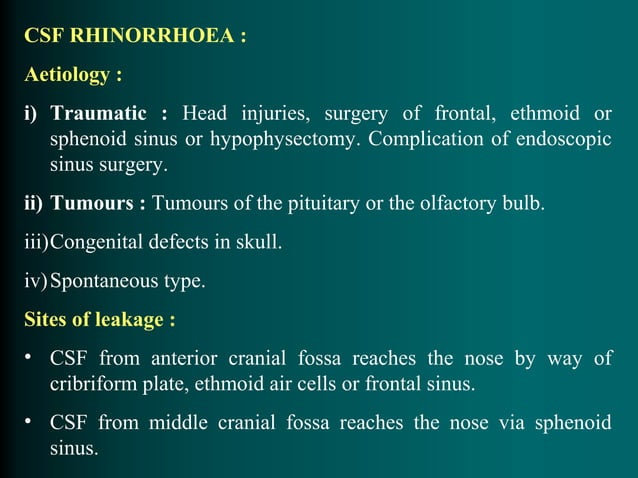 CSF RHINORRHOEA :
Aetiology :
i) Traumatic : Head injuries, surgery of frontal, ethmoid or
sphenoid sinus or hypophysectomy. Complication of endoscopic
sinus surgery.
ii) Tumours : Tumours of the pituitary or the olfactory bulb.
iii)Congenital defects in skull.
iv)Spontaneous type.
Sites of leakage :
• CSF from anterior cranial fossa reaches the nose by way of
cribriform plate, ethmoid air cells or frontal sinus.
• CSF from middle cranial fossa reaches the nose via sphenoid
sinus.